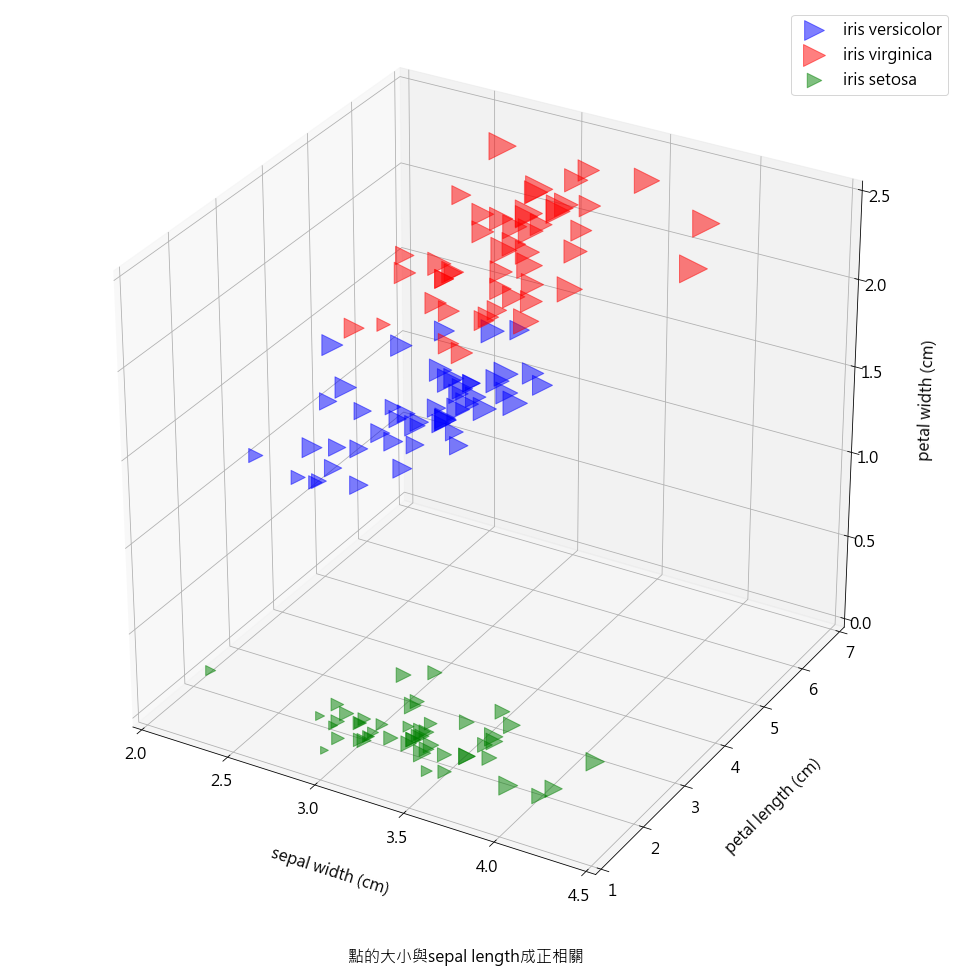 iris versicolor
iris virginica
iris setosa
2.5
2.0
1.5
1.0
0.5
0.0
petal width (cm)
7
6
5
4
3
2
1
petal length (cm)
2.0
2.5
3.0
3.5
4.0
4.5
sepal width (cm)
點的大小與sepal length成正相關